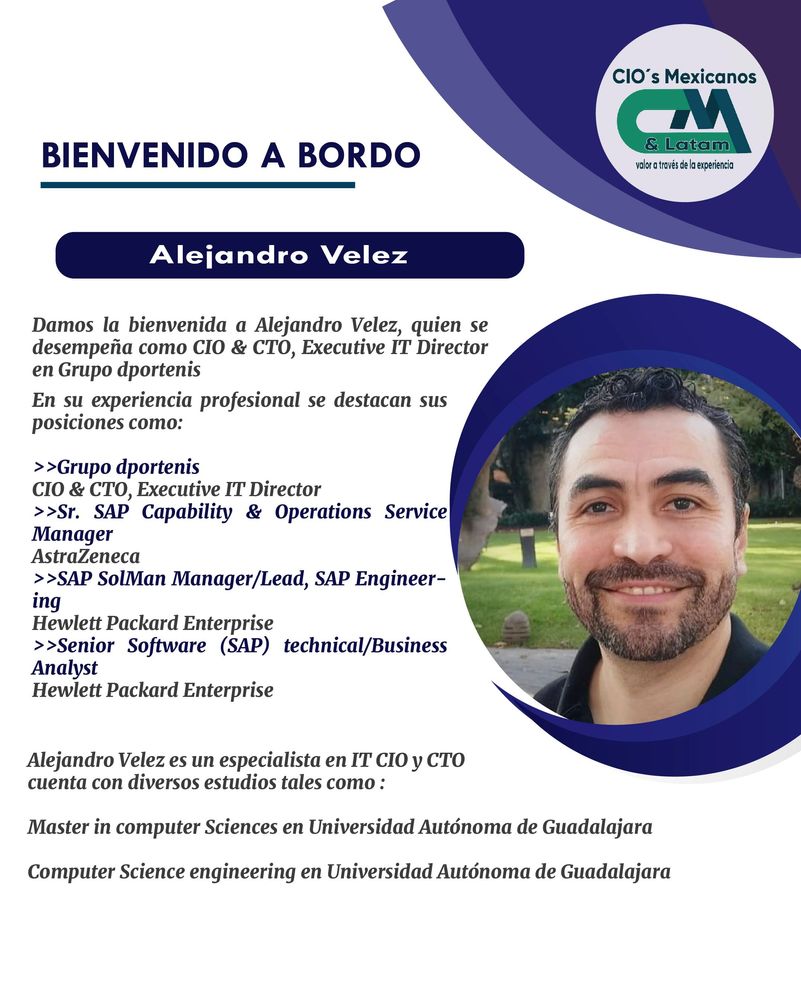 CIO´s Mexicanos
CM
& Latam
valor a través de la experiencia
BIENVENIDO A BORDO
Alejandro Velez
Damos la bienvenida a Alejandro Velez, quien se
desempeña como CIO & CTO, Executive IT Director
en Grupo dportenis
En su experiencia profesional se destacan sus
posiciones como:
>>Grupo dportenis
CIO & CTO, Executive IT Director
>>Sr. SAP Capability & Operations Service
Manager
AstraZeneca
>>SAP SolMan Manager/Lead, SAP Engineer-
ing
Hewlett Packard Enterprise
>>Senior Software (SAP) technical/Business
Analyst
Hewlett Packard Enterprise
Alejandro Velez es un especialista en IT CIO y CTO
cuenta con diversos estudios tales como :
Master in computer Sciences en Universidad Autónoma de Guadalajara
Computer Science engineering en Universidad Autónoma de Guadalajara